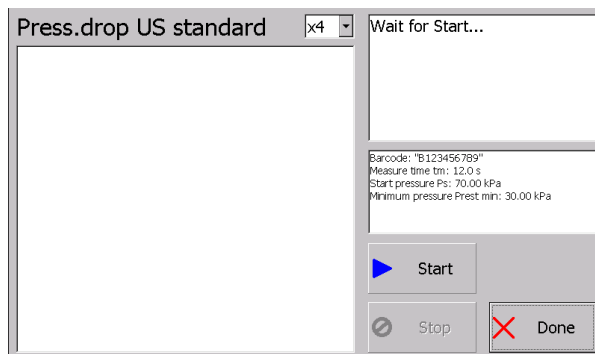 Press.drop US standard
x4
Wait for Start...
Barcode: "B123456789"
Measure time tm: 12.0 s
Start pressure Ps: 70.00 kPa
Minimum pressure Prest min: 30.00 kPa
Start
Stop
Done